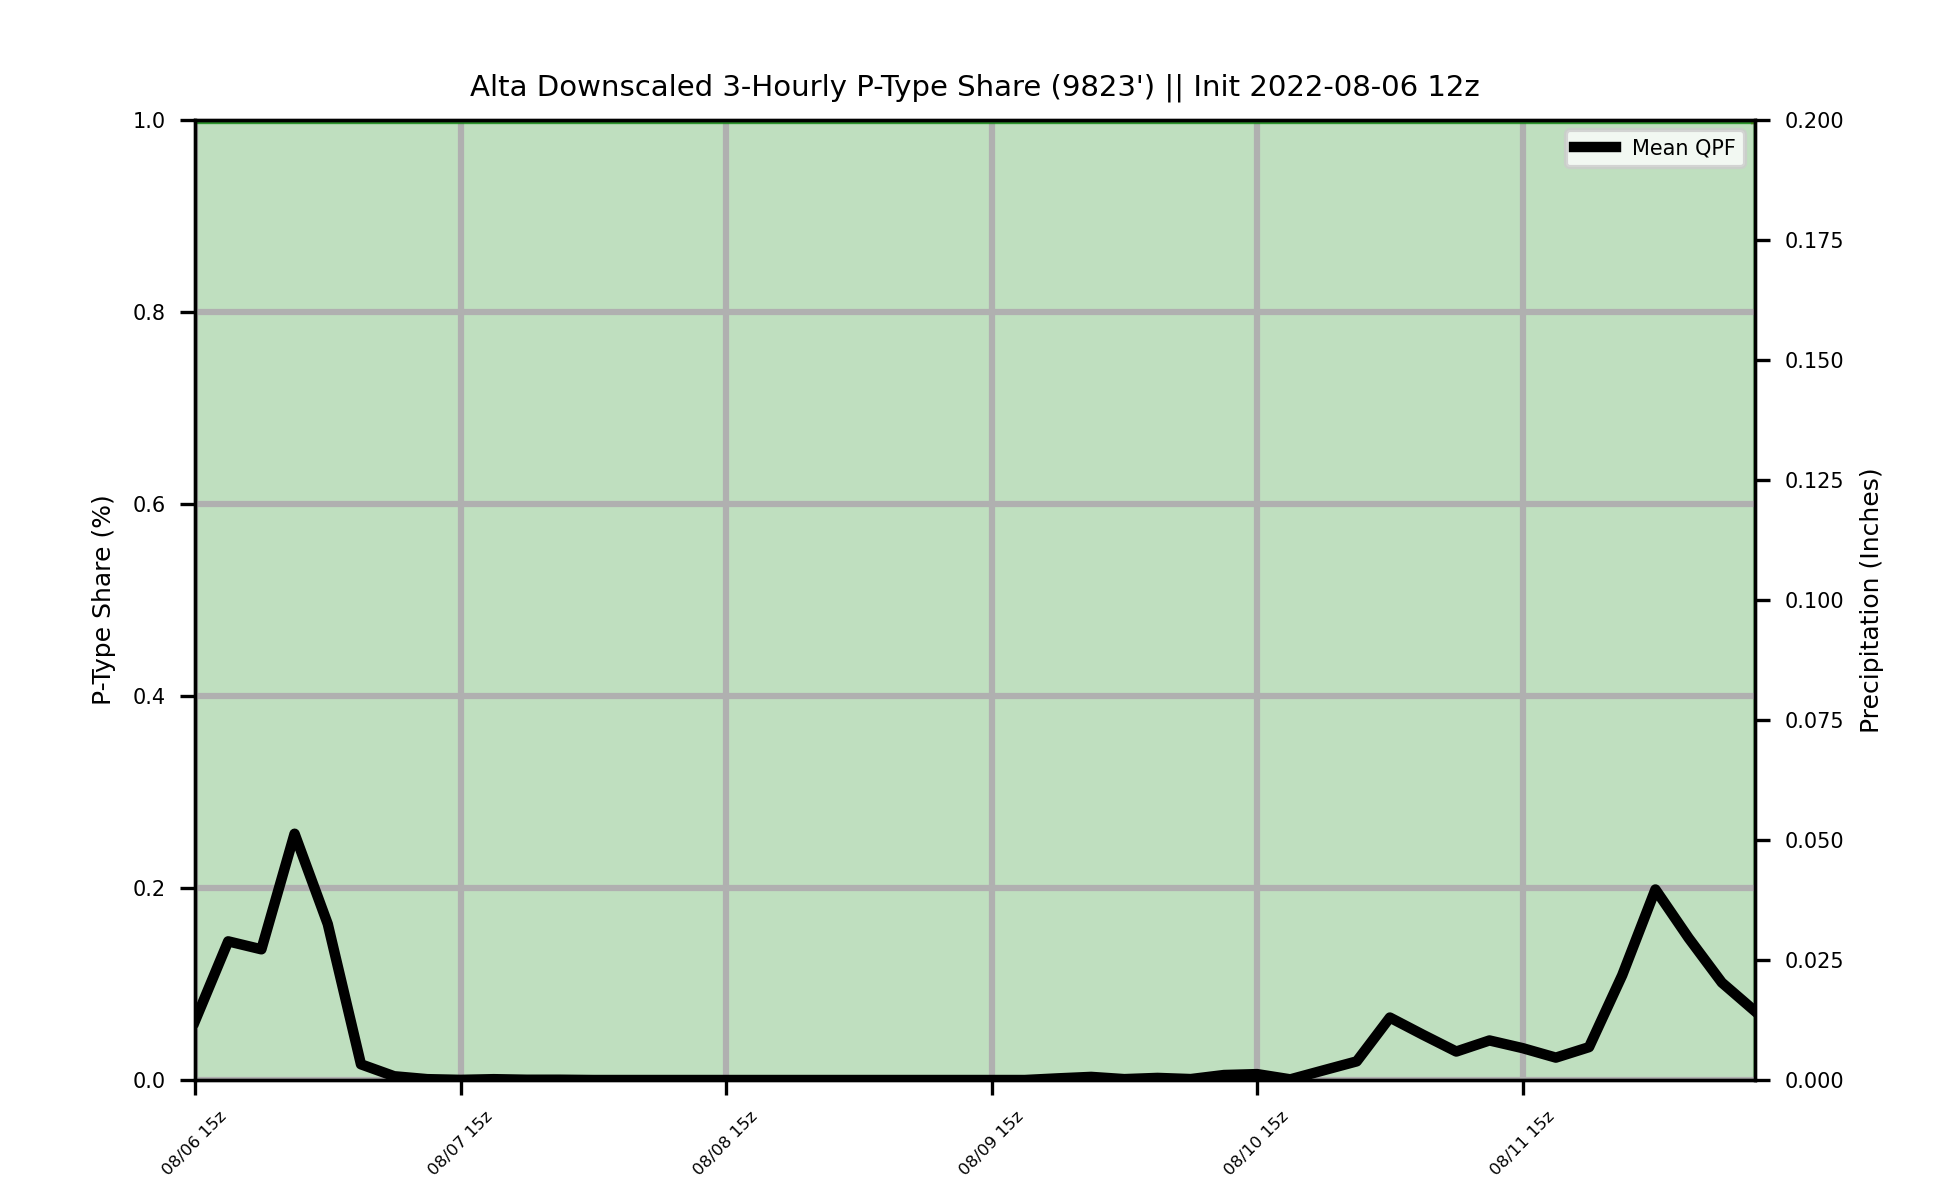 Alta Downscaled 3-Hourly P-Type Share (9823') || Init 2022-08-06 12z
Mean QPF
P-Type Share (%)
1.0
0.8
0.6
0.4
0.2
0.0
0.200
0.175
0.150
0.125
0.100
0.075
0.050
0.025
0.000
Precipitation (Inches)
08/06 15z
08/07 15z
08/08 15z
08/09 15z
08/10 15z
08/11 15z